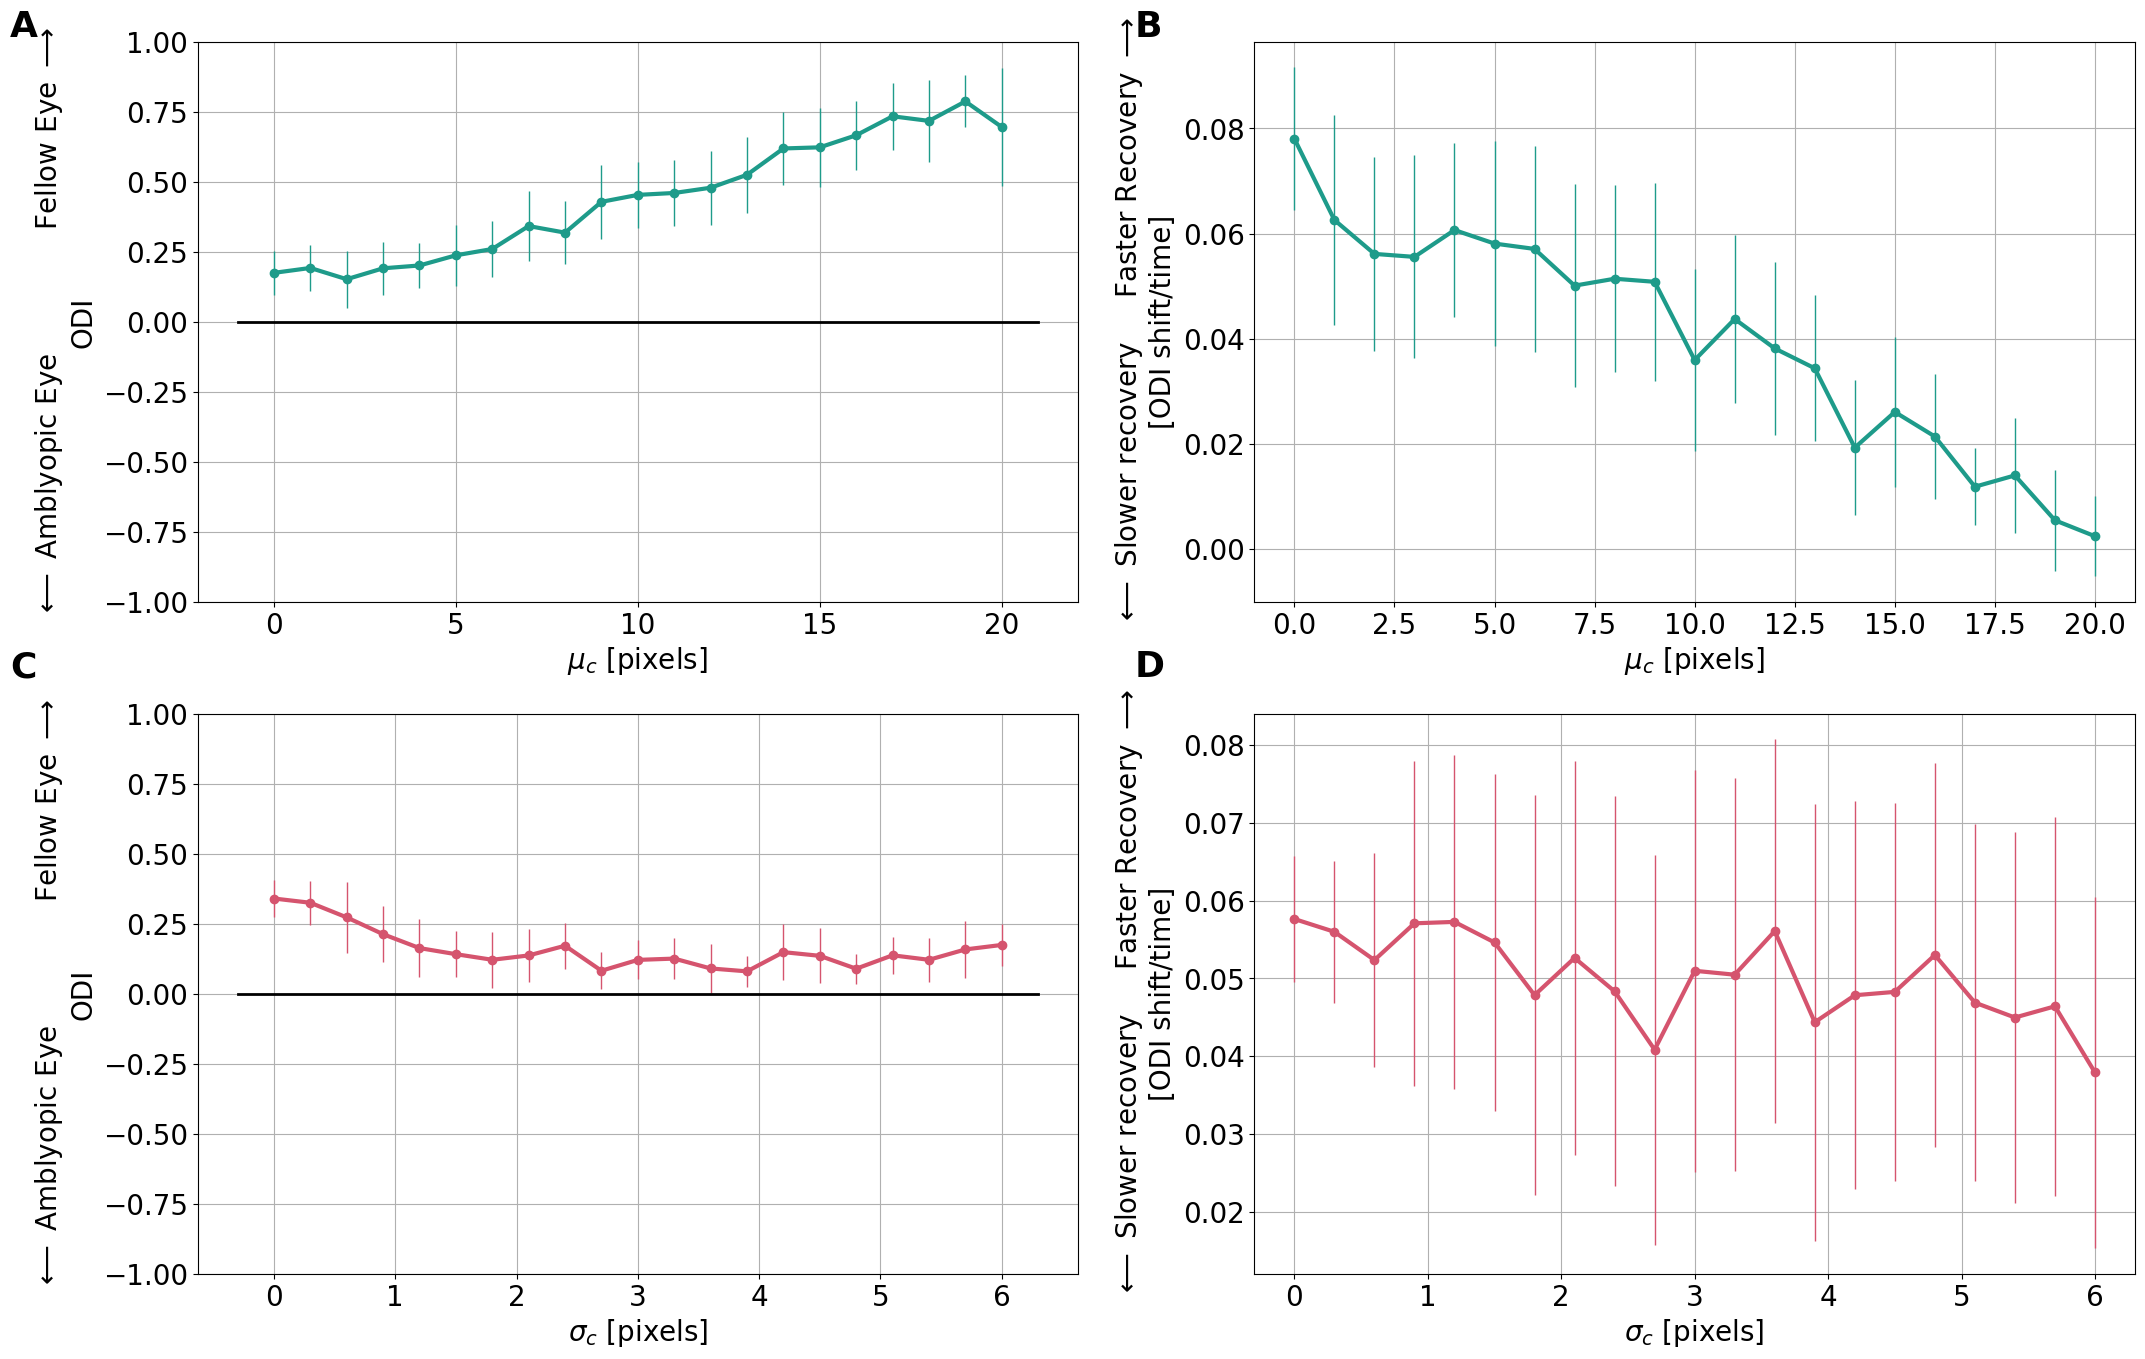 A
← Amblyopic Eye    Fellow Eye →
ODI
1.00
0.75
0.50
0.25
0.00
−0.25
−0.50
−0.75
−1.00
0 5 10 15 20
μc [pixels]
B
← Slower recovery    Faster Recovery →
[ODI shift/time]
0.08
0.06
0.04
0.02
0.00
0.0 2.5 5.0 7.5 10.0 12.5 15.0 17.5 20.0
μc [pixels]
C
← Amblyopic Eye    Fellow Eye →
ODI
1.00
0.75
0.50
0.25
0.00
−0.25
−0.50
−0.75
−1.00
0 1 2 3 4 5 6
σc [pixels]
D
← Slower recovery    Faster Recovery →
[ODI shift/time]
0.08
0.07
0.06
0.05
0.04
0.03
0.02
0 1 2 3 4 5 6
σc [pixels]